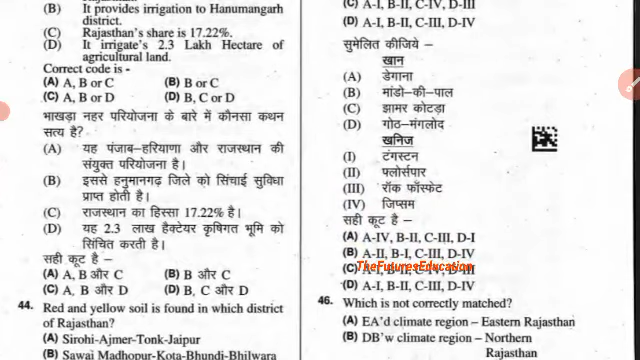 (B) It provides irrigation to Hanumangarh
district.
(C) Rajasthan's share is 17.22%.
(D) It irrigate's 2.3 Lakh Hectare of
agricultural land.
Correct code is -
(A) A, B or C (B) B or C
(C) A, B or D (D) B, C or D
भाखड़ा नहर परियोजना के बारे में कौनसा कथन
सत्य है?
(A) यह पंजाब-हरियाणा और राजस्थान की
संयुक्त परियोजना है।
(B) इससे हनुमानगढ़ जिले को सिंचाई सुविधा
प्राप्त होती है।
(C) राजस्थान का हिस्सा 17.22% है।
(D) यह 2.3 लाख हैक्टेयर कृषिगत भूमि को
सिंचित करती है।
सही कूट है –
(A) A, B और C (B) B और C
(C) A, B और D (D) B, C और D
44. Red and yellow soil is found in which district
of Rajasthan?
(A) Sirohi-Ajmer-Tonk-Jaipur
(B) Sawai Madhopur-Kota-Bhundi-Bhilwara
(C) A-I, B-II, C-IV, D-III
(D) A-I, B-II, C-III, D-IV
सुमेलित कीजिये –
खान
(A) डेगाना
(B) मांडो-की-पाल
(C) झामर कोटड़ा
(D) गोठ-मंगलोद
खनिज
(I) टंगस्टन
(II) फ्लोर्सपार
(III) रॉक फॉस्फेट
(IV) जिप्सम
सही कूट है –
(A) A-IV, B-II, C-III, D-I
(B) A-II, B-I, C-III, D-IV
(C) A-I, B-II, C-IV, D-III
TheFuturesEducation
(D) A-I, B-II, C-III, D-IV
46. Which is not correctly matched?
(A) EA'd climate region – Eastern Rajasthan
(B) DB'w climate region – Northern
Rajasthan